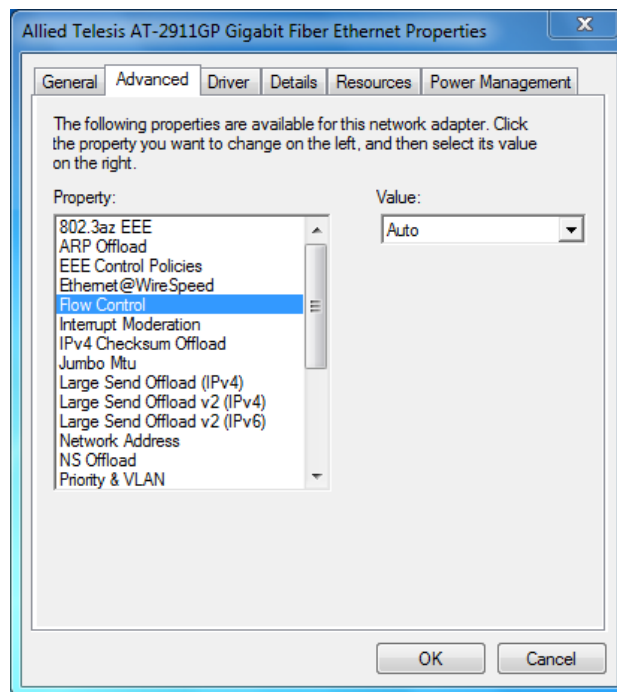 Allied Telesis AT-2911GP Gigabit Fiber Ethernet Properties
General Advanced Driver Details Resources Power Management
The following properties are available for this network adapter. Click
the property you want to change on the left, and then select its value
on the right.
Property:
Value:
802.3az EEE
ARP Offload
EEE Control Policies
Ethernet@WireSpeed
Flow Control
Interrupt Moderation
IPv4 Checksum Offload
Jumbo Mtu
Large Send Offload (IPv4)
Large Send Offload v2 (IPv4)
Large Send Offload v2 (IPv6)
Network Address
NS Offload
Priority & VLAN
Auto
OK
Cancel